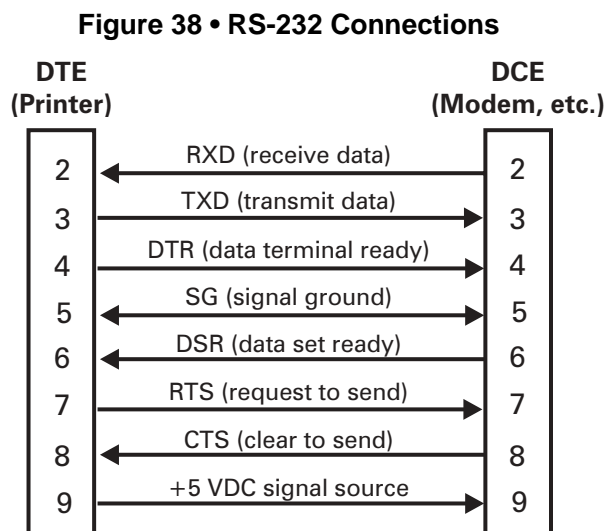 Figure 38 • RS-232 Connections
DTE
(Printer)
DCE
(Modem, etc.)
2 RXD (receive data) 2
3 TXD (transmit data) 3
4 DTR (data terminal ready) 4
5 SG (signal ground) 5
6 DSR (data set ready) 6
7 RTS (request to send) 7
8 CTS (clear to send) 8
9 +5 VDC signal source 9